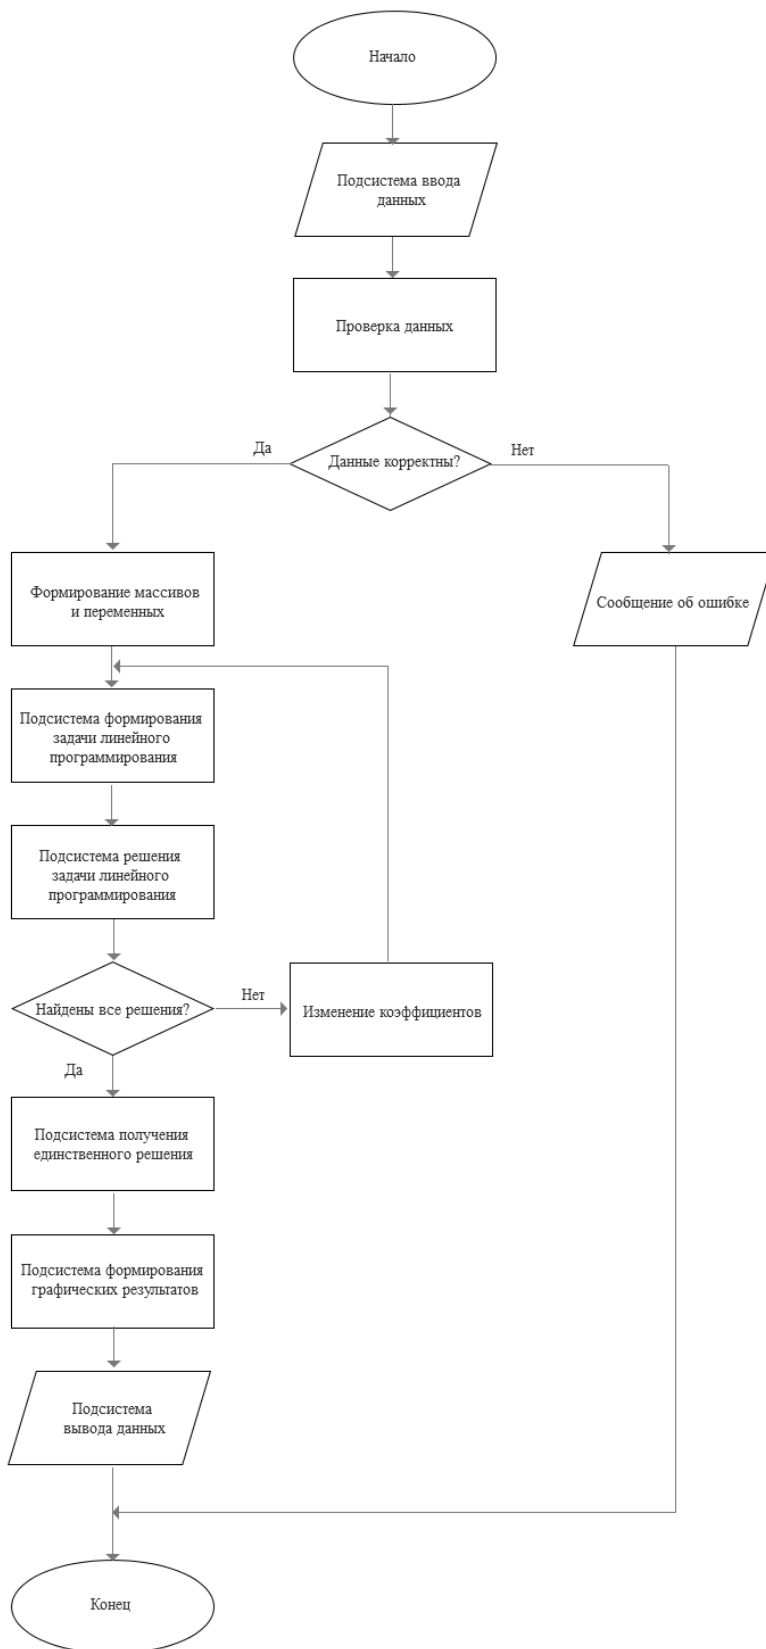 Начало
Подсистема ввода
данных
Проверка данных
Данные корректны?
Да
Нет
Формирование массивов
и переменных
Сообщение об ошибке
Подсистема формирования
задачи линейного
программирования
Подсистема решения
задачи линейного
программирования
Найдены все решения?
Нет
Изменение коэффициентов
Да
Подсистема получения
единственного решения
Подсистема формирования
графических результатов
Подсистема
вывода данных
Конец